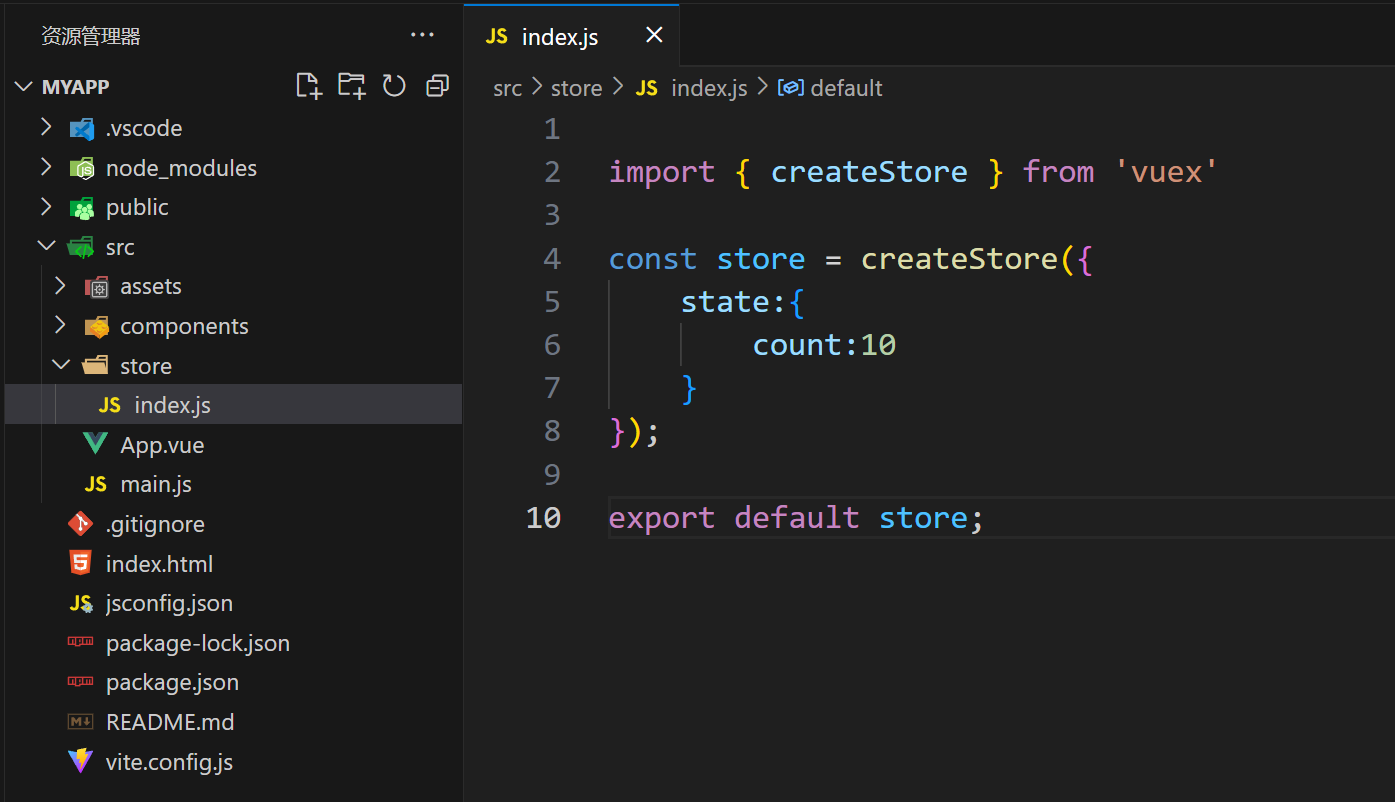 资源管理器
···
MYAPP
.vscode
node_modules
public
src
assets
components
store
JS index.js
App.vue
JS main.js
.gitignore
index.html
JS jsconfig.json
package-lock.json
package.json
README.md
vite.config.js
JS index.js ×
src > store > JS index.js > default
1
2 import { createStore } from 'vuex'
3
4 const store = createStore({
5     state:{
6         count:10
7     }
8 });
9
10 export default store;